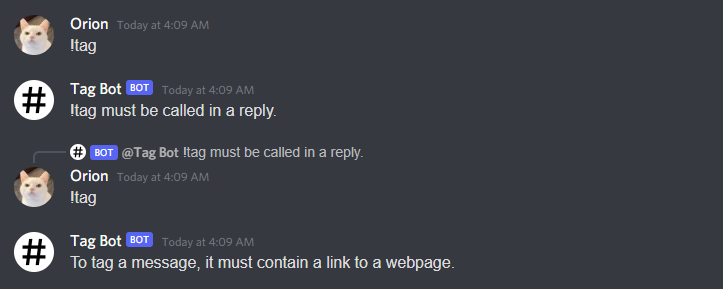 Orion Today at 4:09 AM
!tag
# Tag Bot BOT Today at 4:09 AM
!tag must be called in a reply.
# BOT @Tag Bot !tag must be called in a reply.
Orion Today at 4:09 AM
!tag
# Tag Bot BOT Today at 4:09 AM
To tag a message, it must contain a link to a webpage.